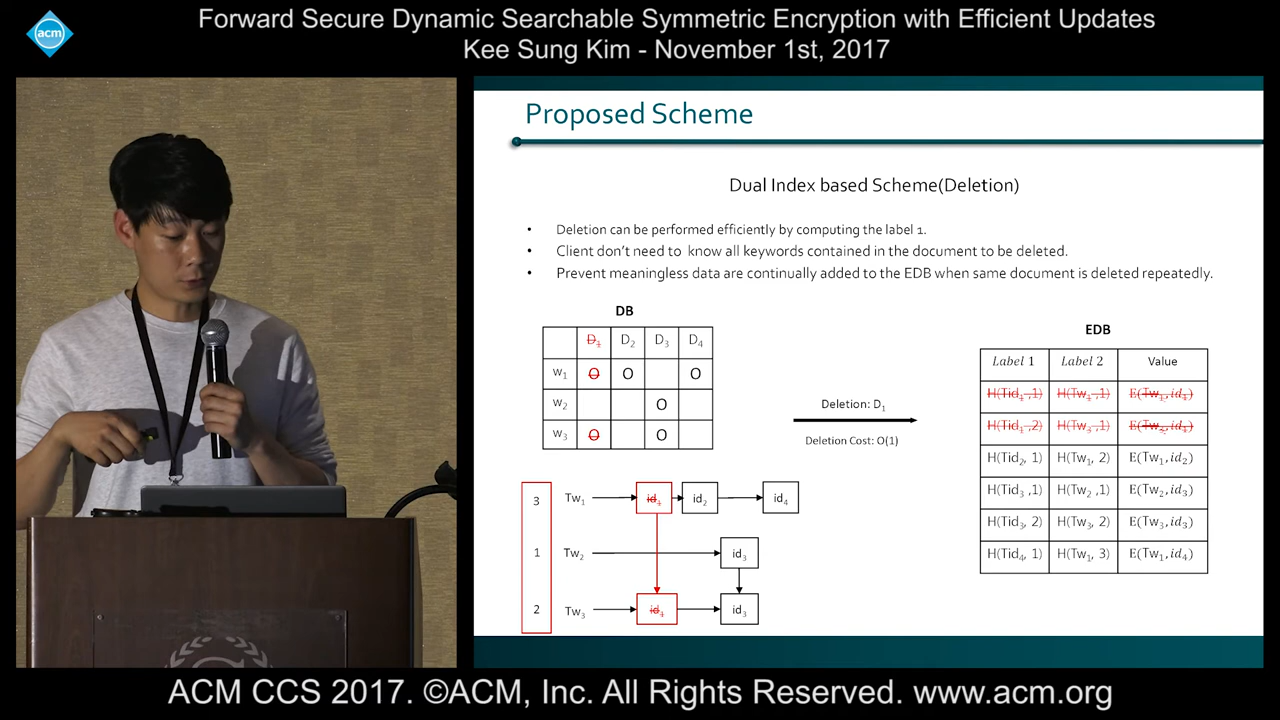 acm
Forward Secure Dynamic Searchable Symmetric Encryption with Efficient Updates
Kee Sung Kim - November 1st, 2017
Proposed Scheme
Dual Index based Scheme(Deletion)
• Deletion can be performed efficiently by computing the label 1.
• Client don't need to know all keywords contained in the document to be deleted.
• Prevent meaningless data are continually added to the EDB when same document is deleted repeatedly.
DB
D₁ D₂ D₃ D₄
w₁ O O O
w₂ O
w₃ O O
Deletion: D₁
Deletion Cost: O(1)
EDB
Label 1 Label 2 Value
H(Tid₁ ,1) H(Tw₁ ,1) E(Tw₁, id₁)
H(Tid₁ ,2) H(Tw₃ ,1) E(Tw₃, id₁)
H(Tid₂, 1) H(Tw₁, 2) E(Tw₁, id₂)
H(Tid₃ ,1) H(Tw₂ ,1) E(Tw₂, id₃)
H(Tid₃, 2) H(Tw₃, 2) E(Tw₃, id₃)
H(Tid₄, 1) H(Tw₁, 3) E(Tw₁, id₄)
3 Tw₁ id₁ id₂ id₄
1 Tw₂ id₃
2 Tw₃ id₁ id₃
ACM CCS 2017. ©ACM, Inc. All Rights Reserved. www.acm.org